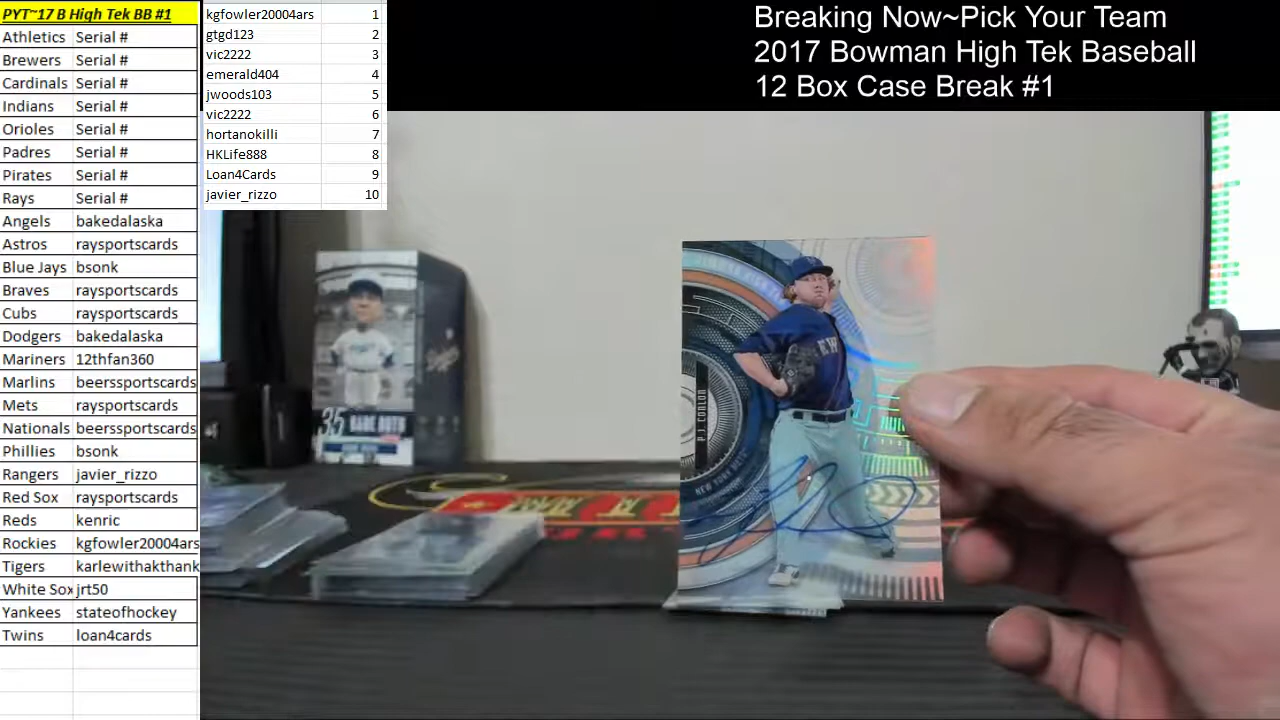 PYT~17 B High Tek BB #1
Athletics Serial #
Brewers Serial #
Cardinals Serial #
Indians Serial #
Orioles Serial #
Padres Serial #
Pirates Serial #
Rays Serial #
Angels bakedalaska
Astros raysportscards
Blue Jays bsonk
Braves raysportscards
Cubs raysportscards
Dodgers bakedalaska
Mariners 12thfan360
Marlins beerssportscards
Mets raysportscards
Nationals beerssportscards
Phillies bsonk
Rangers javier_rizzo
Red Sox raysportscards
Reds kenric
Rockies kgfowler20004ars
Tigers karlewithakthank
White Sox jrt50
Yankees stateofhockey
Twins loan4cards
kgfowler20004ars 1
gtgd123 2
vic2222 3
emerald404 4
jwoods103 5
vic2222 6
hortanokilli 7
HKLife888 8
Loan4Cards 9
javier_rizzo 10
Breaking Now~Pick Your Team
2017 Bowman High Tek Baseball
12 Box Case Break #1
35 BABE RUTH
P.J. CONLON
NEW YORK METS